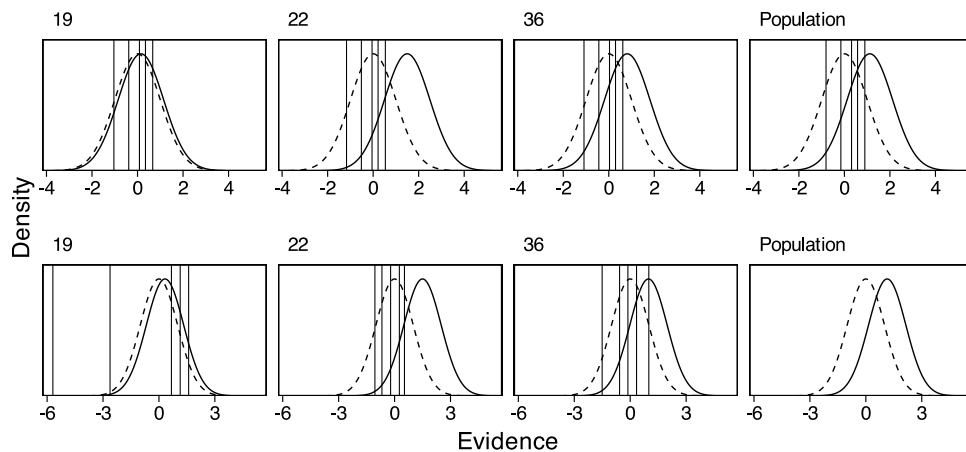 19 22 36 Population
-4 -2 0 2 4 -4 -2 0 2 4 -4 -2 0 2 4 -4 -2 0 2 4
Density
19 22 36 Population
-6 -3 0 3 -6 -3 0 3 -6 -3 0 3 -6 -3 0 3
Evidence